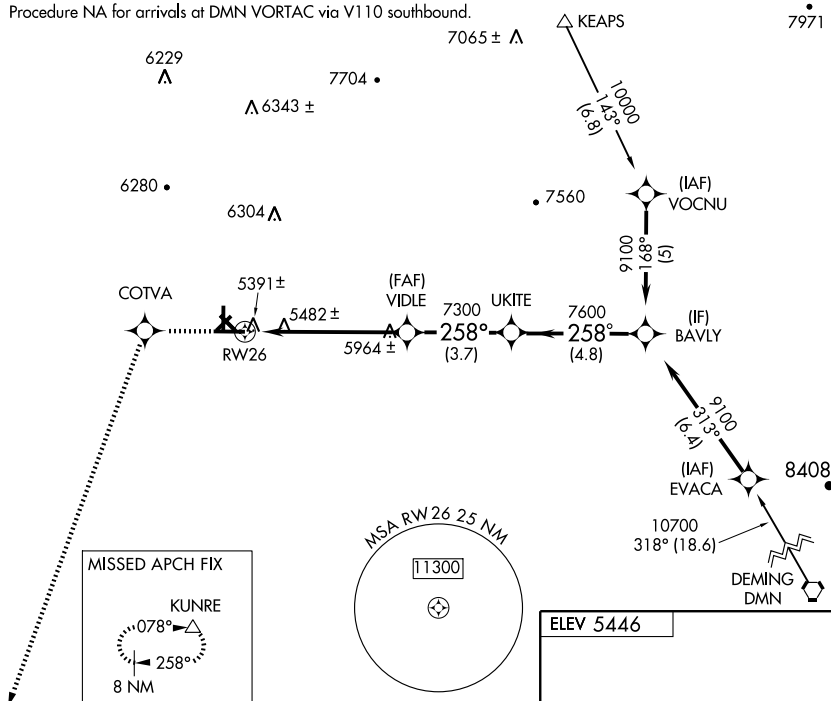 Procedure NA for arrivals at DMN VORTAC via V110 southbound.
7971
7065 ±
KEAPS
6229
7704
6343 ±
10000
143°
(6.8)
6280
(IAF)
VOCNU
7560
6304
9100
168°
(5)
COTVA
5391 ±
5482 ±
(FAF)
VIDLE
7300
UKITE
7600
(IF)
BAVLY
258°
258°
RW26
5964 ±
(3.7)
(4.8)
9100
313°
(6.4)
(IAF)
EVACA
8408
10700
318° (18.6)
DEMING
DMN
MSA RW26 25 NM
11300
MISSED APCH FIX
KUNRE
078°
258°
8 NM
ELEV 5446